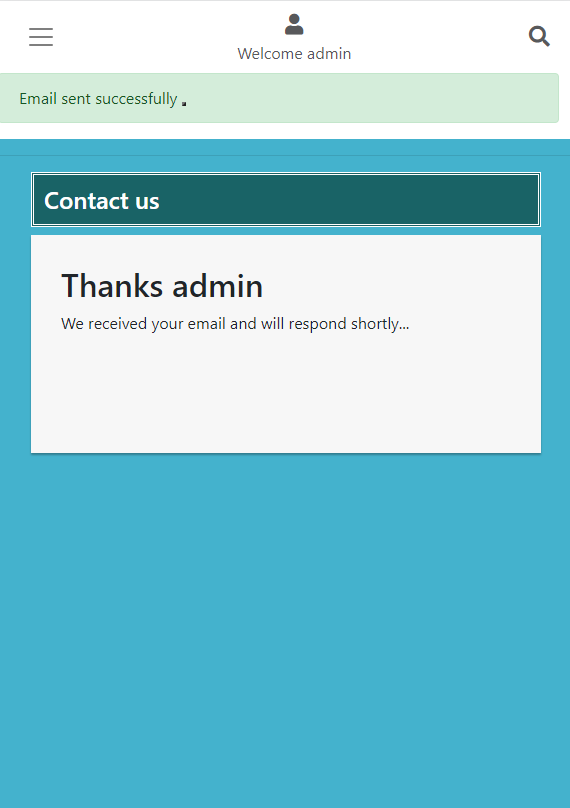 Welcome admin
Email sent successfully
Contact us
Thanks admin
We received your email and will respond shortly...